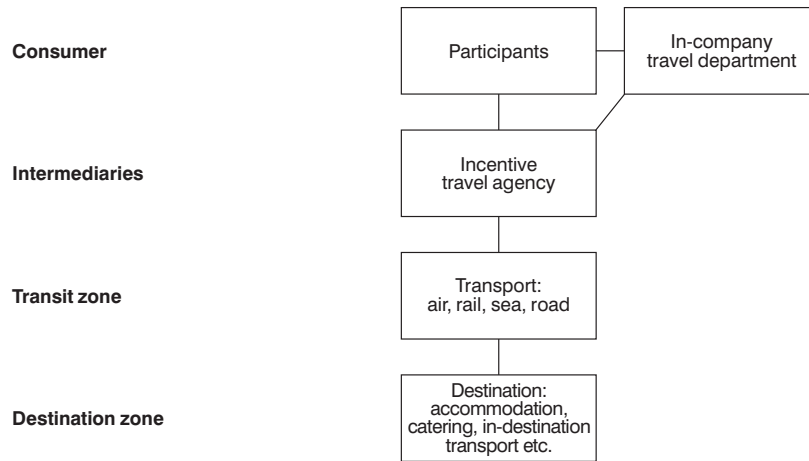 Consumer
Participants
In-company
travel department
Intermediaries
Incentive
travel agency
Transit zone
Transport:
air, rail, sea, road
Destination zone
Destination:
accommodation,
catering, in-destination
transport etc.